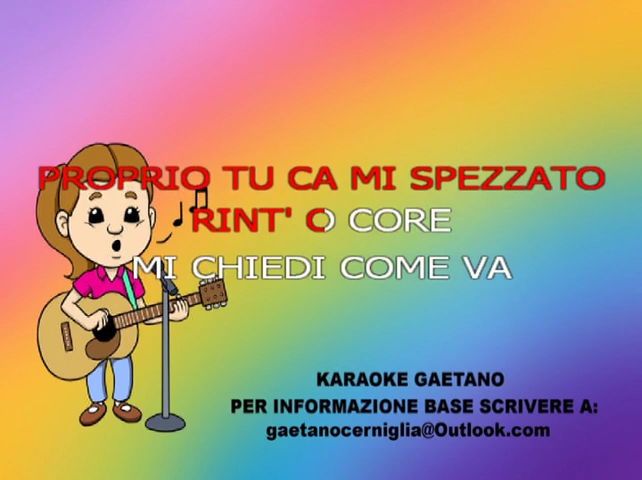 PROPRIO TU CA MI SPEZZATO
RINT' O CORE
MI CHIEDI COME VA
KARAOKE GAETANO
PER INFORMAZIONE BASE SCRIVERE A:
gaetanocerniglia@Outlook.com